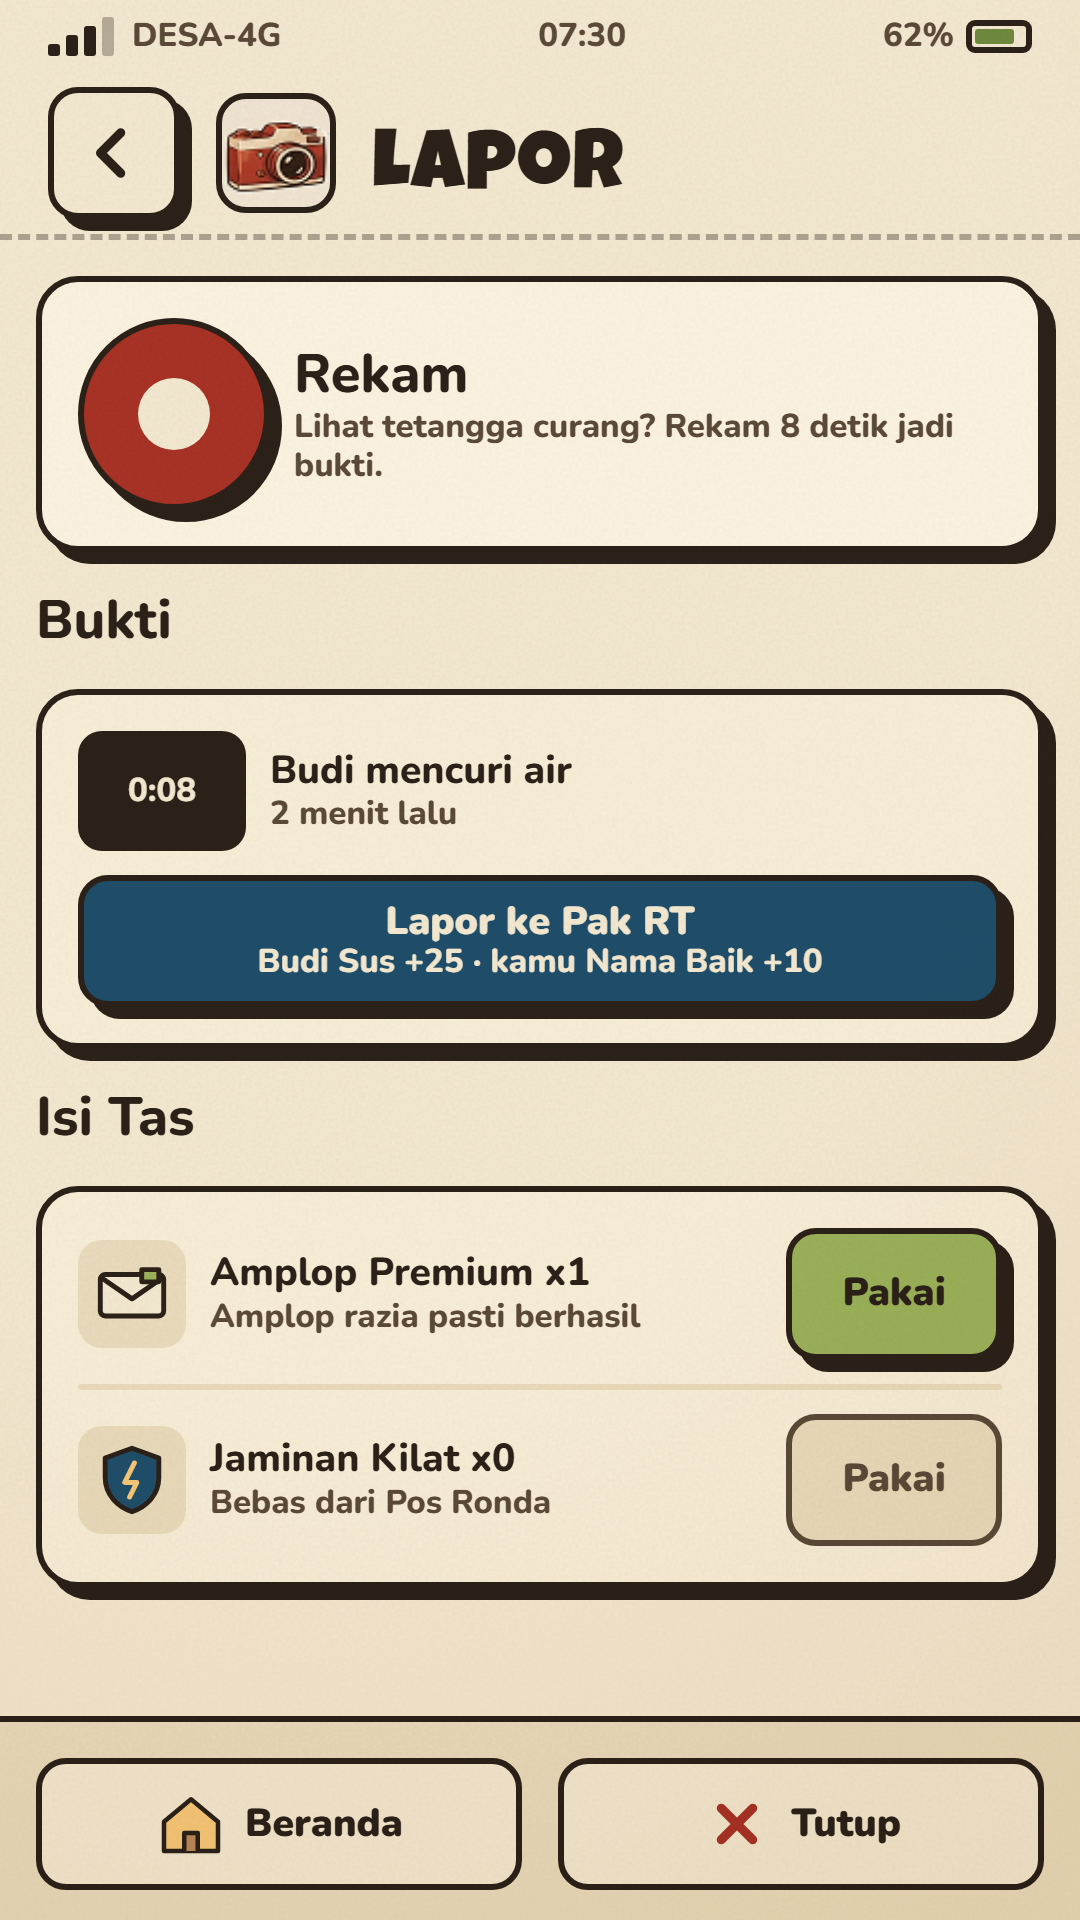 DESA-4G 07:30 62%
LAPOR
Rekam
Lihat tetangga curang? Rekam 8 detik jadi
bukti.
Bukti
0:08
Budi mencuri air
2 menit lalu
Lapor ke Pak RT
Budi Sus +25 · kamu Nama Baik +10
Isi Tas
Amplop Premium x1
Amplop razia pasti berhasil
Pakai
Jaminan Kilat x0
Bebas dari Pos Ronda
Pakai
Beranda
Tutup